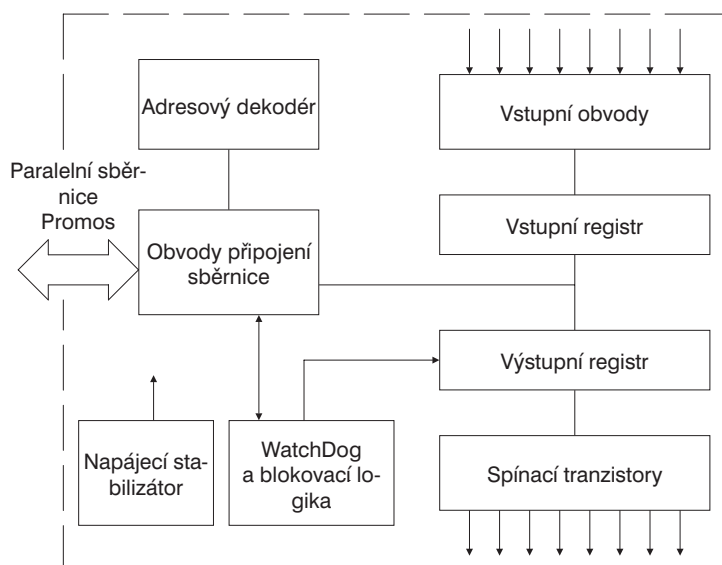 Adresový dekodér
Vstupní obvody
Paralelní sběr-
nice
Promos
Vstupní registr
Obvody připojení
sběrnice
Výstupní registr
Napájecí sta-
bilizátor
WatchDog
a blokovací lo-
gika
Spínací tranzistory